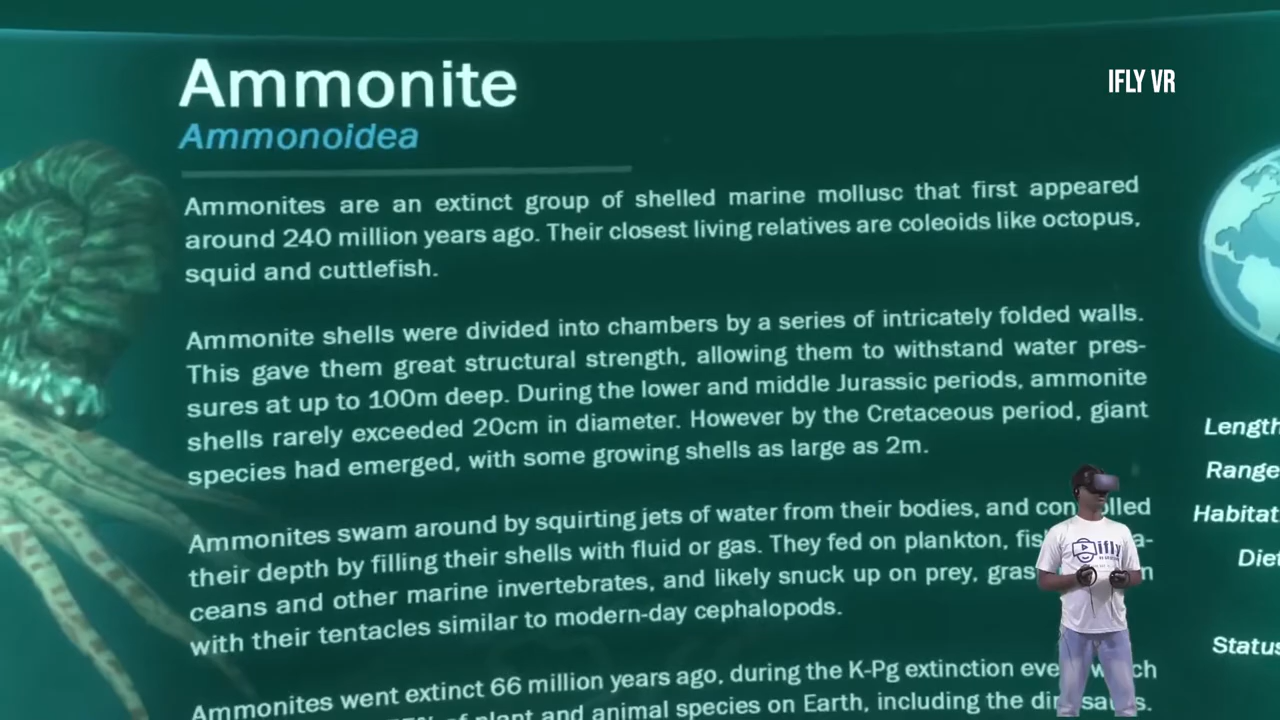 Ammonite
IFLY VR
Ammonoidea
Ammonites are an extinct group of shelled marine mollusc that first appeared
around 240 million years ago. Their closest living relatives are coleoids like octopus,
squid and cuttlefish.
Ammonite shells were divided into chambers by a series of intricately folded walls.
This gave them great structural strength, allowing them to withstand water pres-
sures at up to 100m deep. During the lower and middle Jurassic periods, ammonite
shells rarely exceeded 20cm in diameter. However by the Cretaceous period, giant
species had emerged, with some growing shells as large as 2m.
Ammonites swam around by squirting jets of water from their bodies, and
their depth by filling their shells with fluid or gas. They fed on plankton,
ceans and other marine invertebrates, and likely snuck up on prey,
with their tentacles similar to modern-day cephalopods.
Ammonites went extinct 66 million years ago, during the K-Pg extinction
of plant and animal species on Earth, including the
Length
Range
Habitat
Diet
Status
ifly